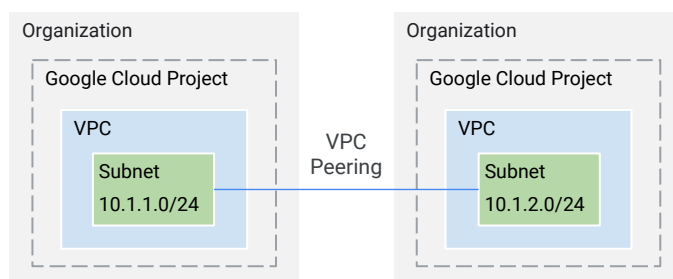 Organization
Google Cloud Project
VPC
Subnet
10.1.1.0/24
VPC
Peering
Organization
Google Cloud Project
VPC
Subnet
10.1.2.0/24